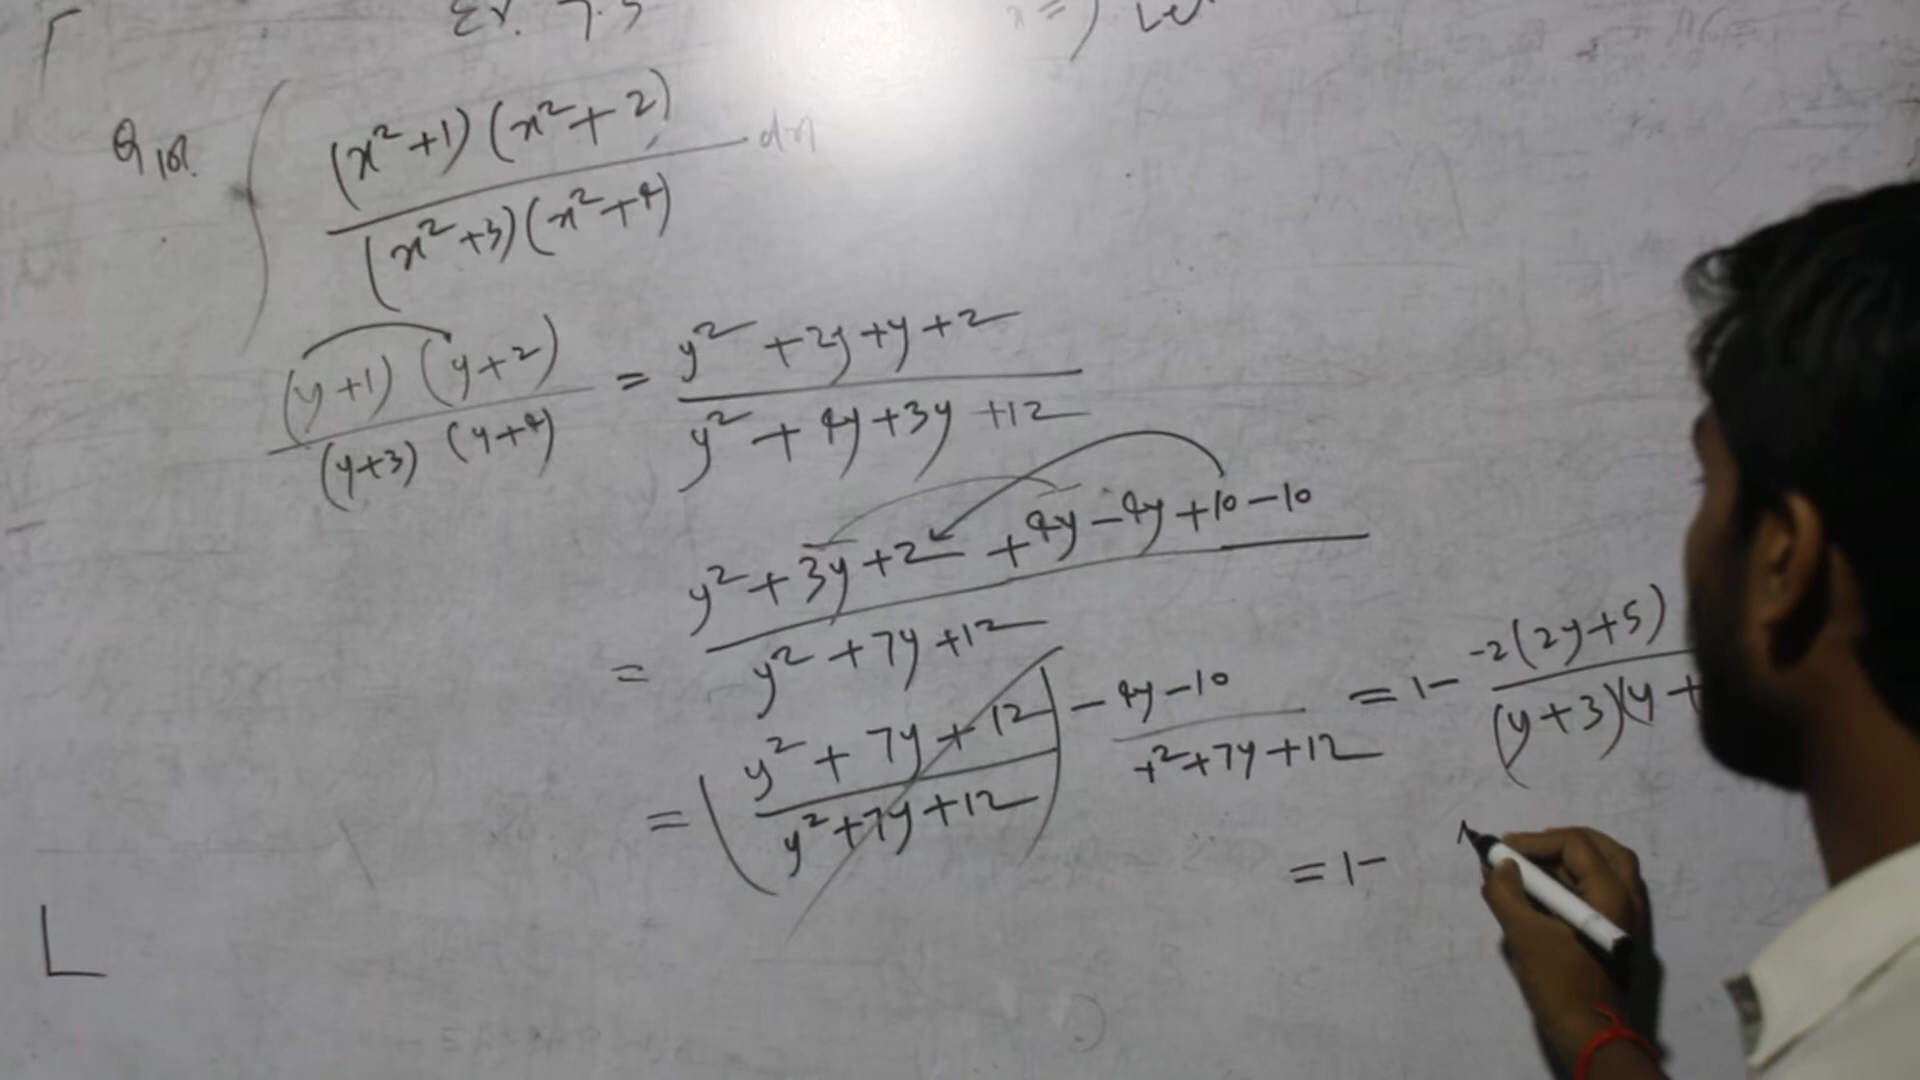 Ex. 7.5
x = ) Let
Q 18. ∫ (x²+1)(x²+2) / (x²+3)(x²+4) dx
(y+1)(y+2) / (y+3)(y+4) = y²+2y+y+2 / y²+4y+3y+12
= y²+3y+2+4y-4y+10-10 / y²+7y+12
= (y²+7y+12 / y²+7y+12) -4y-10 / y²+7y+12 = 1- -2(2y+5) / (y+3)(y+
= 1-